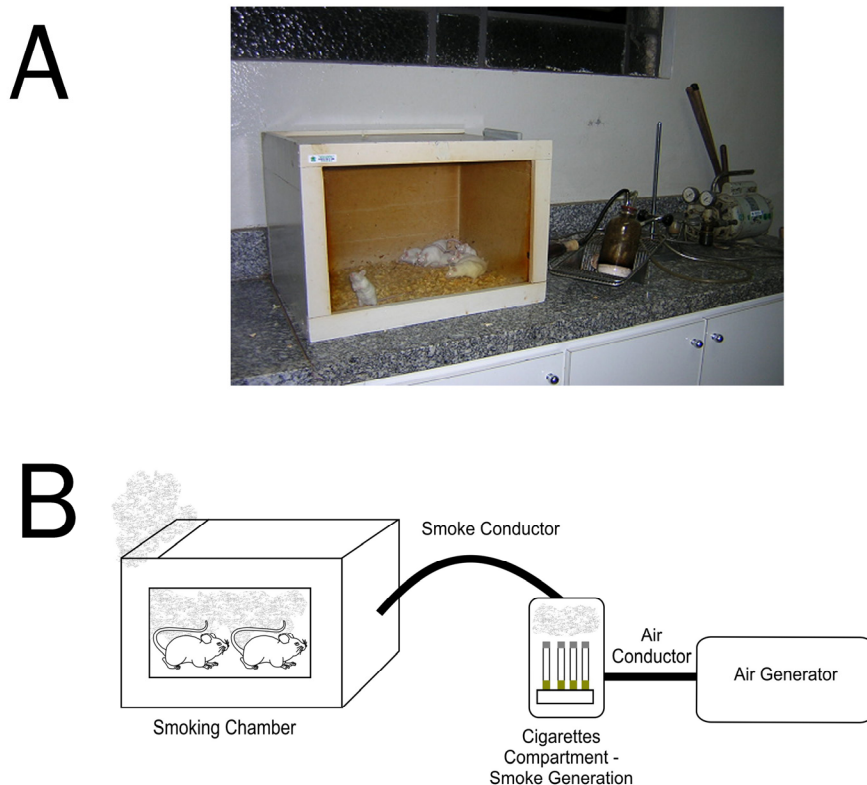 A
B
Smoke Conductor
Air
Conductor
Air Generator
Smoking Chamber
Cigarettes
Compartment -
Smoke Generation